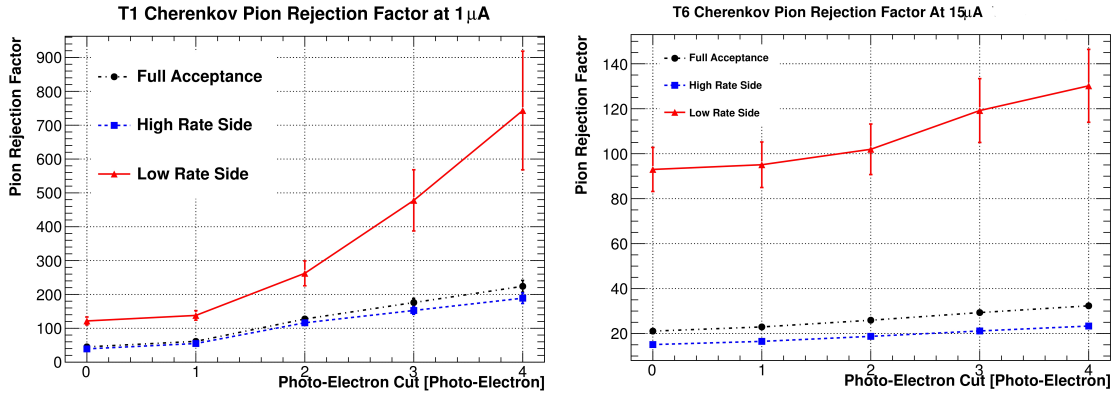 T1 Cherenkov Pion Rejection Factor at 1μA
Pion Rejection Factor
900
800
700
600
500
400
300
200
100
0
Full Acceptance
High Rate Side
Low Rate Side
0 1 2 3 4
Photo-Electron Cut [Photo-Electron]
T6 Cherenkov Pion Rejection Factor At 15μA
Pion Rejection Factor
140
120
100
80
60
40
20
Full Acceptance
High Rate Side
Low Rate Side
0 1 2 3 4
Photo-Electron Cut [Photo-Electron]